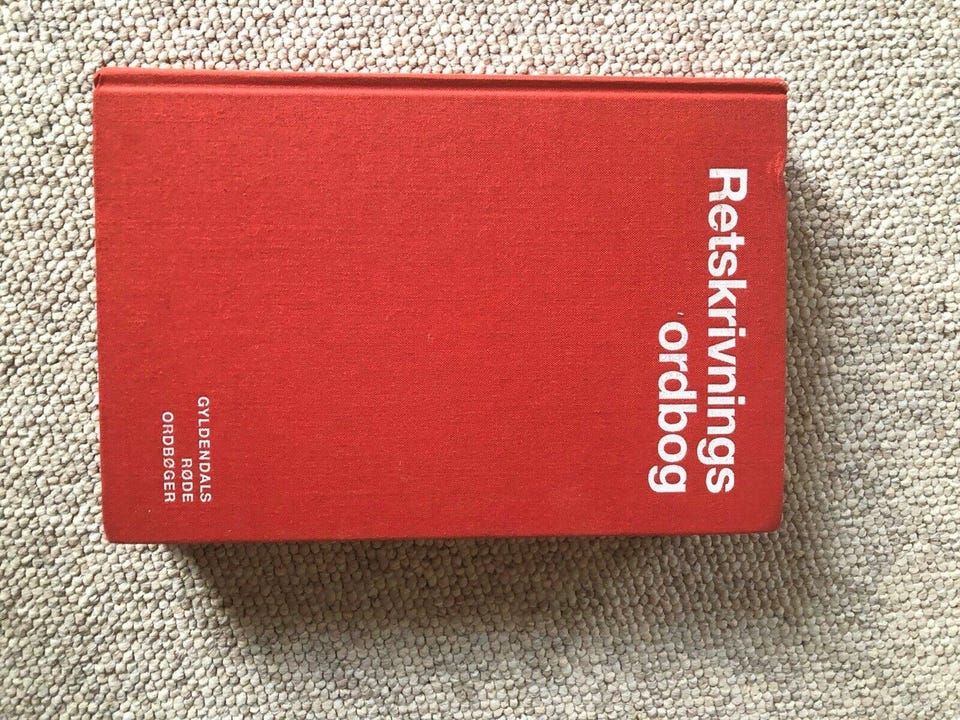 Retskrivnings
ordbog
GYLDENDALS
RØDE
ORDBØGER